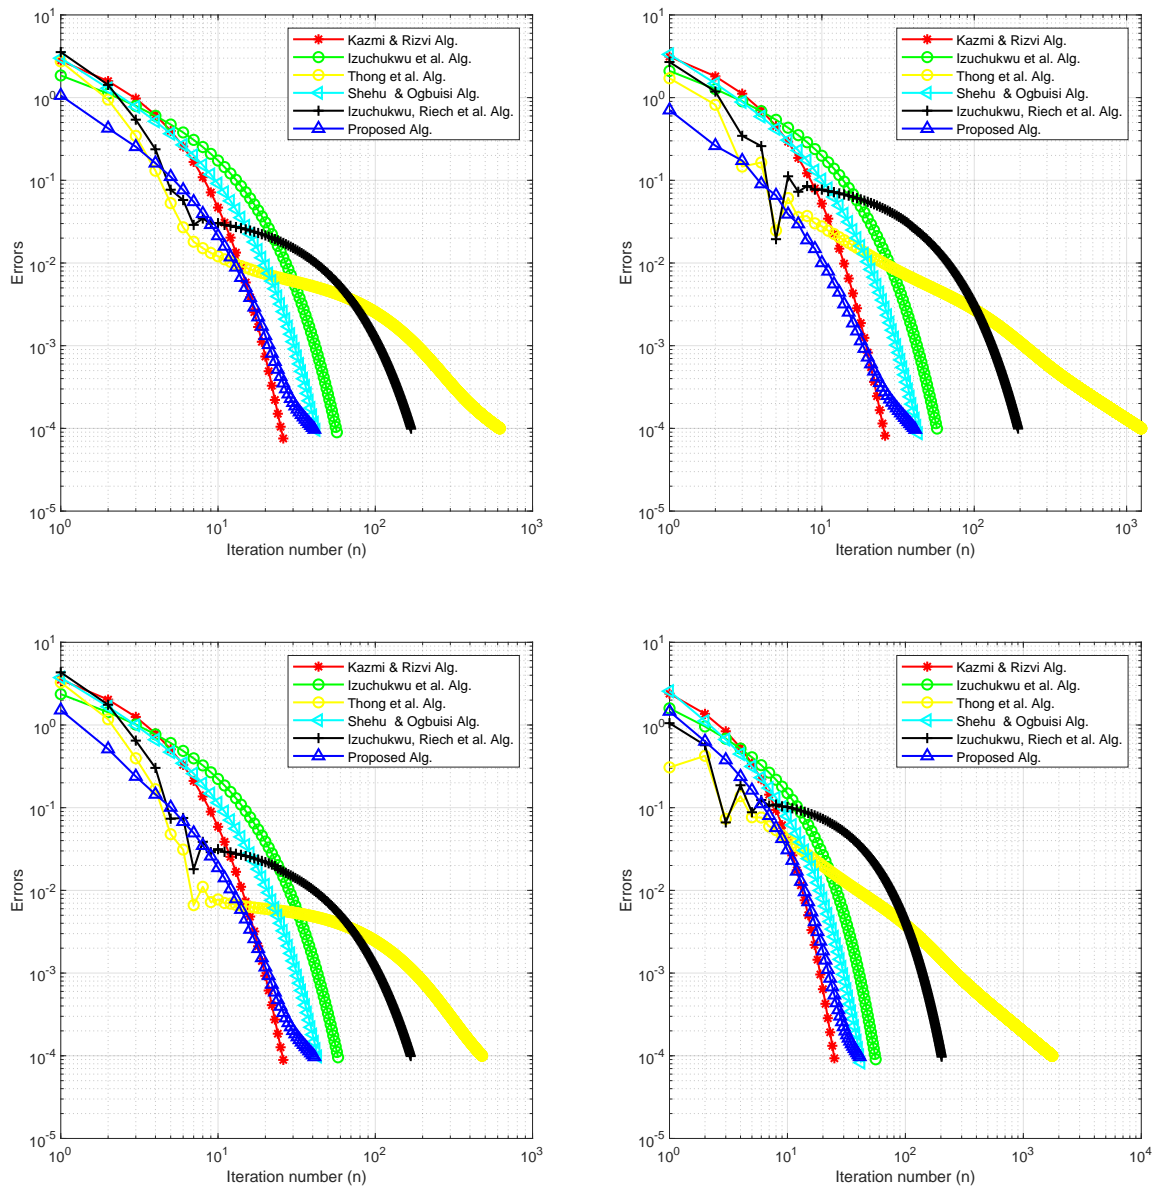 10^1
10^0
10^-1
10^-2
10^-3
10^-4
10^-5
Errors
Kazmi & Rizvi Alg.
Izuchukwu et al. Alg.
Thong et al. Alg.
Shehu & Ogbuisi Alg.
Izuchukwu, Riech et al. Alg.
Proposed Alg.
10^0 10^1 10^2 10^3
Iteration number (n)
10^1
10^0
10^-1
10^-2
10^-3
10^-4
10^-5
Errors
Kazmi & Rizvi Alg.
Izuchukwu et al. Alg.
Thong et al. Alg.
Shehu & Ogbuisi Alg.
Izuchukwu, Riech et al. Alg.
Proposed Alg.
10^0 10^1 10^2 10^3
Iteration number (n)
10^1
10^0
10^-1
10^-2
10^-3
10^-4
10^-5
Errors
Kazmi & Rizvi Alg.
Izuchukwu et al. Alg.
Thong et al. Alg.
Shehu & Ogbuisi Alg.
Izuchukwu, Riech et al. Alg.
Proposed Alg.
10^0 10^1 10^2 10^3
Iteration number (n)
10^1
10^0
10^-1
10^-2
10^-3
10^-4
10^-5
Errors
Kazmi & Rizvi Alg.
Izuchukwu et al. Alg.
Thong et al. Alg.
Shehu & Ogbuisi Alg.
Izuchukwu, Riech et al. Alg.
Proposed Alg.
10^0 10^1 10^2 10^3 10^4
Iteration number (n)